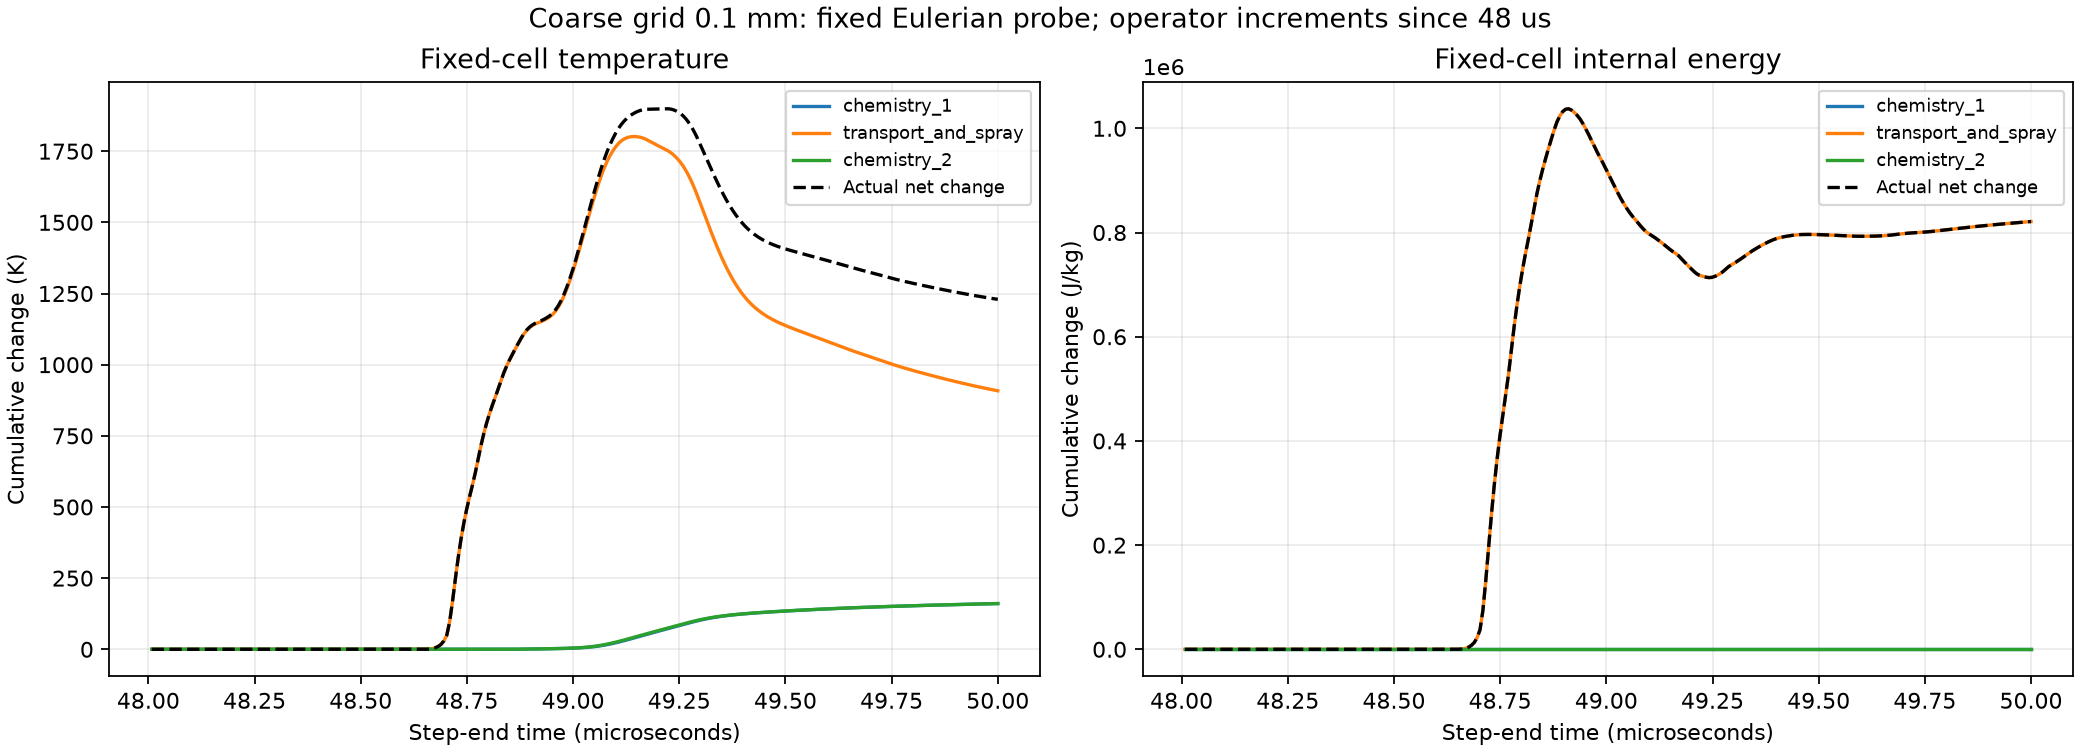 Coarse grid 0.1 mm: fixed Eulerian probe; operator increments since 48 us
Fixed-cell temperature
chemistry_1
transport_and_spray
chemistry_2
Actual net change
1750
1500
1250
1000
750
500
250
0
Cumulative change (K)
48.00 48.25 48.50 48.75 49.00 49.25 49.50 49.75 50.00
Step-end time (microseconds)
Fixed-cell internal energy
1e6
chemistry_1
transport_and_spray
chemistry_2
Actual net change
1.0
0.8
0.6
0.4
0.2
0.0
Cumulative change (J/kg)
48.00 48.25 48.50 48.75 49.00 49.25 49.50 49.75 50.00
Step-end time (microseconds)